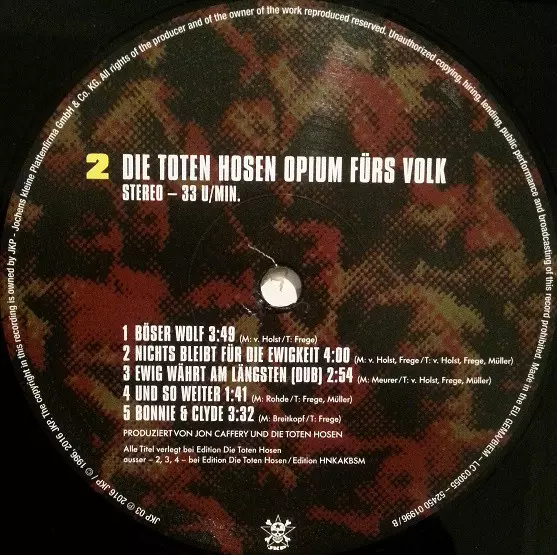 2 DIE TOTEN HOSEN OPIUM FÜRS VOLK
STEREO – 33 U/MIN.
1 BÖSER WOLF 3:49 (M: v. Holst/T: Frege)
2 NICHTS BLEIBT FÜR DIE EWIGKEIT 4:00 (M: v. Holst, Frege/T: v. Holst, Frege, Müller)
3 EWIG WÄHRT AM LÄNGSTEN (DUB) 2:54 (M: Meurer/T: v. Holst, Frege, Müller)
4 UND SO WEITER 1:41 (M: Rohde/T: Frege, Müller)
5 BONNIE & CLYDE 3:32 (M: Breitkopf/T: Frege)
PRODUZIERT VON JON CAFFERY UND DIE TOTEN HOSEN
Alle Titel verlegt bei Edition Die Toten Hosen
ausser – 2, 3, 4 – bei Edition Die Toten Hosen/Edition HNKAKBSM
JKP 03 ℗ 2016 JKP/© 1996, 2016 JKP. The copyright in this recording is owned by JKP - Jochens kleine Plattenfirma GmbH & Co. KG. All rights of the producer and of the owner of the work reproduced reserved. Unauthorized copying, hiring, lending, public performance and broadcasting of this record prohibited. Made in the EU. GEMA/BIEM – LC 03055 – 52450 01996/B
JKP